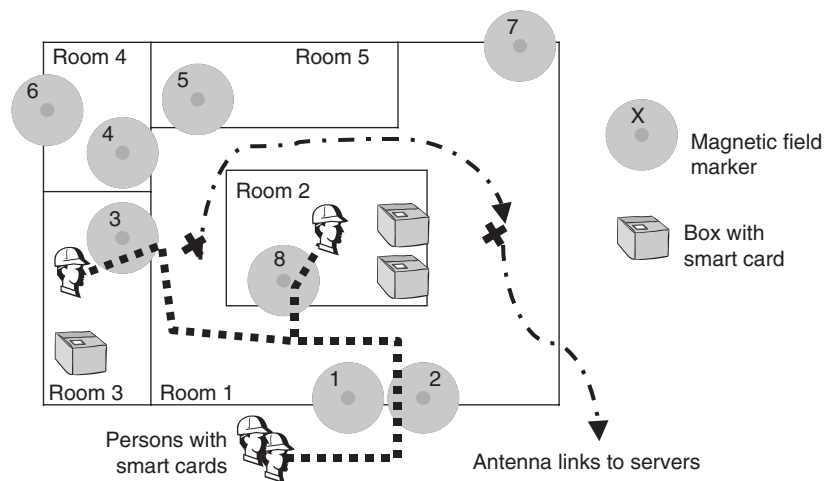 7
Room 4
Room 5
6
5
X
4
Magnetic field
marker
Room 2
3
8
Box with
smart card
1
2
Room 3
Room 1
Persons with
smart cards
Antenna links to servers